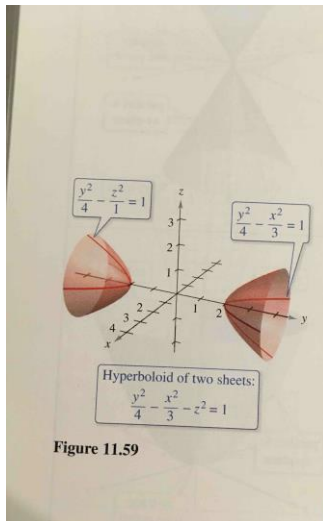 y²/4 − z²/1 = 1
y²/4 − x²/3 = 1
z
3
2
1
1
2
y
2
3
4
x
Hyperboloid of two sheets:
y²/4 − x²/3 − z² = 1
Figure 11.59